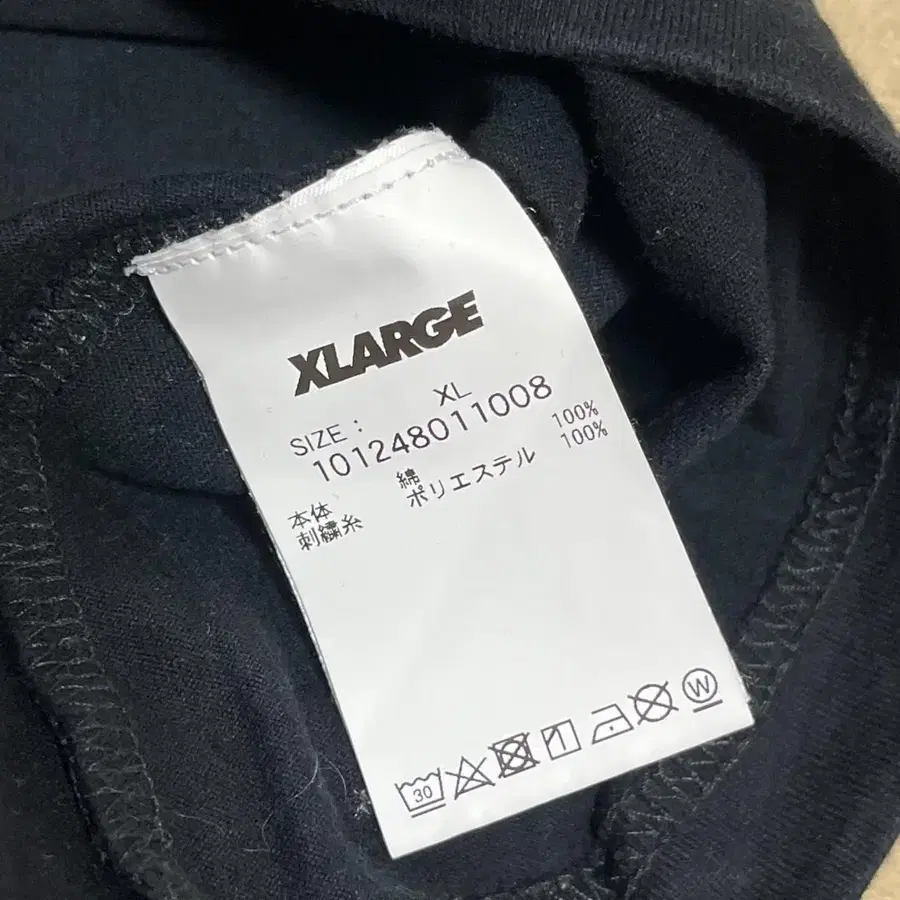 XLARGE
SIZE： XL
101248011008
本体 綿 100%
刺繍糸 ポリエステル 100%
30
W